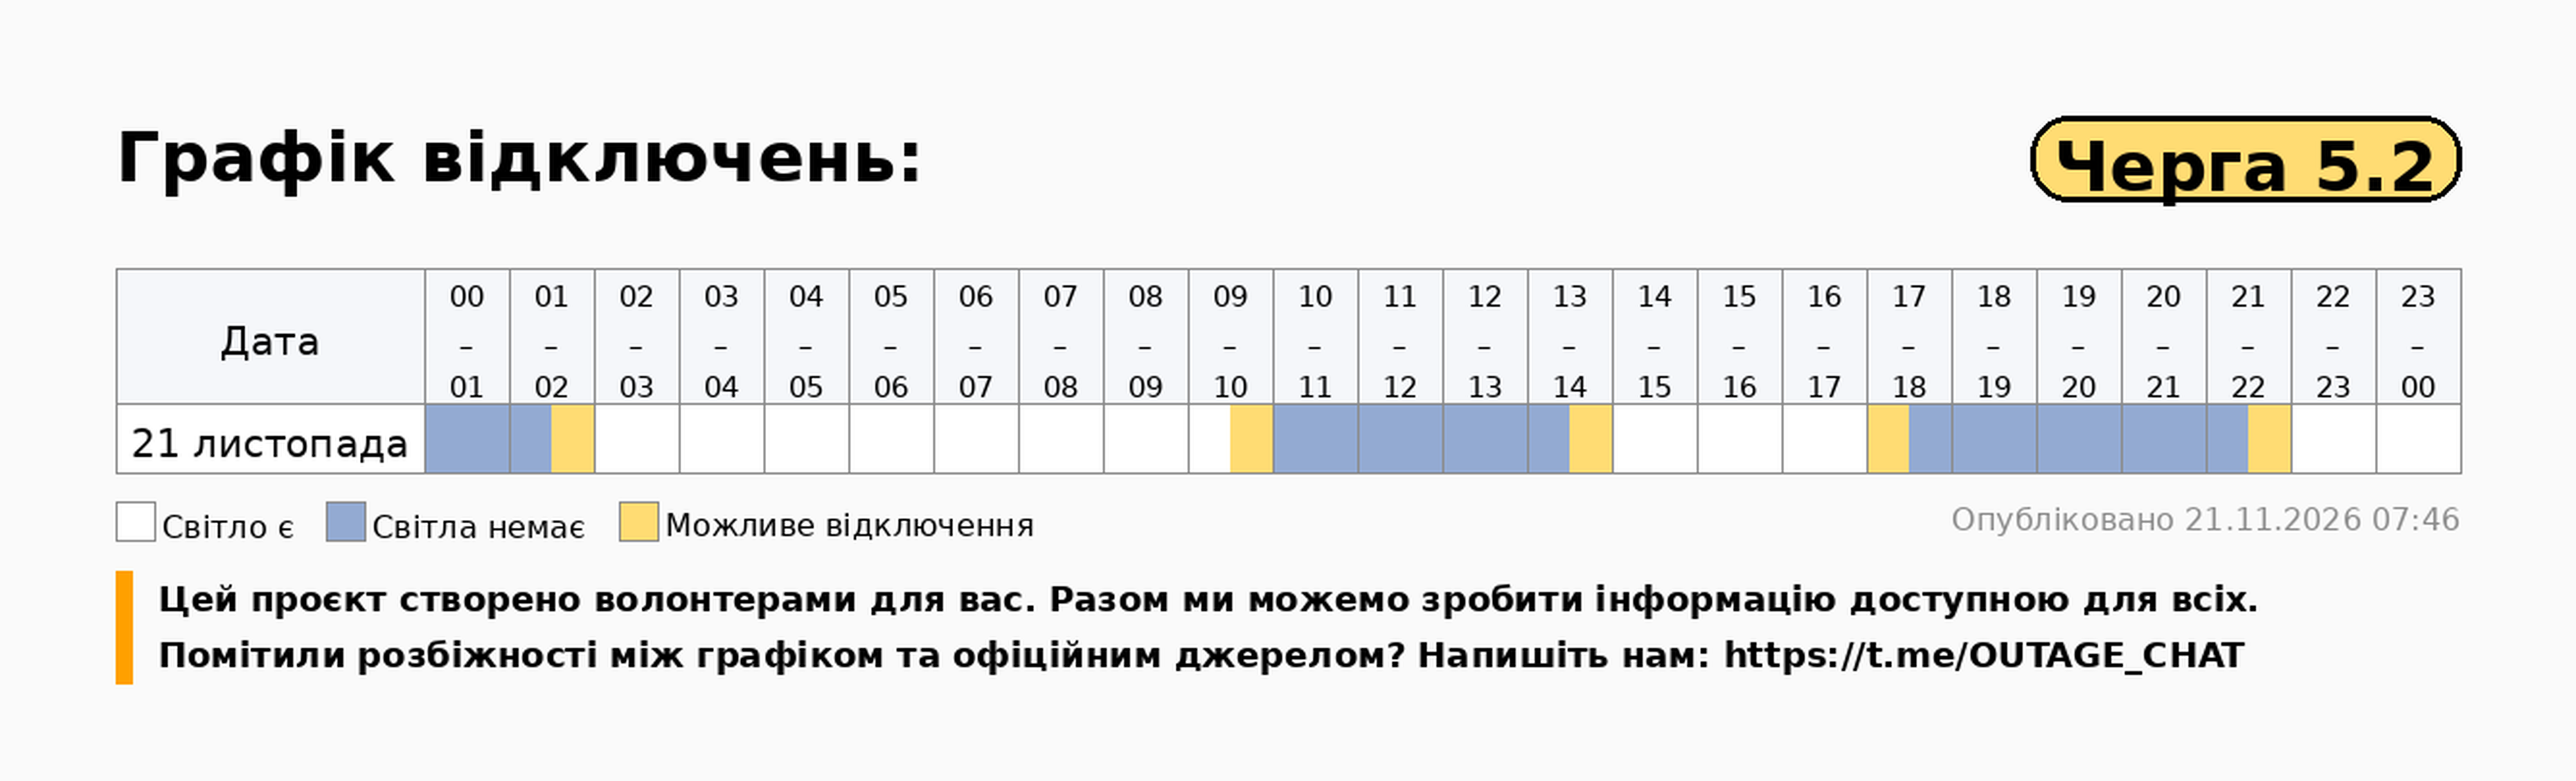 Графік відключень:
Черга 5.2
Дата
00 – 01
01 – 02
02 – 03
03 – 04
04 – 05
05 – 06
06 – 07
07 – 08
08 – 09
09 – 10
10 – 11
11 – 12
12 – 13
13 – 14
14 – 15
15 – 16
16 – 17
17 – 18
18 – 19
19 – 20
20 – 21
21 – 22
22 – 23
23 – 00
21 листопада
Світло є
Світла немає
Можливе відключення
Опубліковано 21.11.2026 07:46
Цей проєкт створено волонтерами для вас. Разом ми можемо зробити інформацію доступною для всіх.
Помітили розбіжності між графіком та офіційним джерелом? Напишіть нам: https://t.me/OUTAGE_CHAT